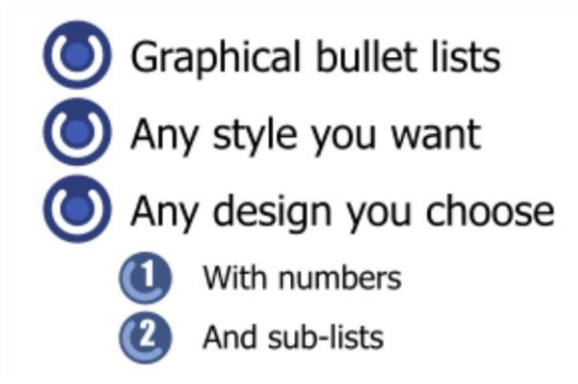 Graphical bullet lists
Any style you want
Any design you choose
1 With numbers
2 And sub-lists